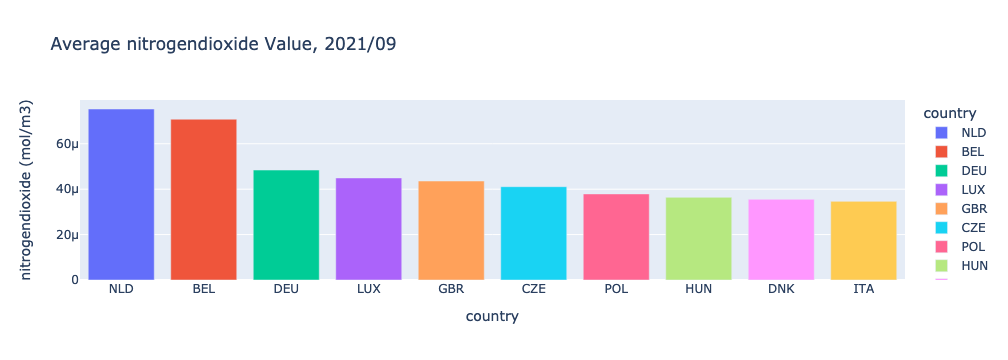 Average nitrogendioxide Value, 2021/09
nitrogendioxide (mol/m3)
60μ
40μ
20μ
0
NLD BEL DEU LUX GBR CZE POL HUN DNK ITA
country
country
NLD
BEL
DEU
LUX
GBR
CZE
POL
HUN